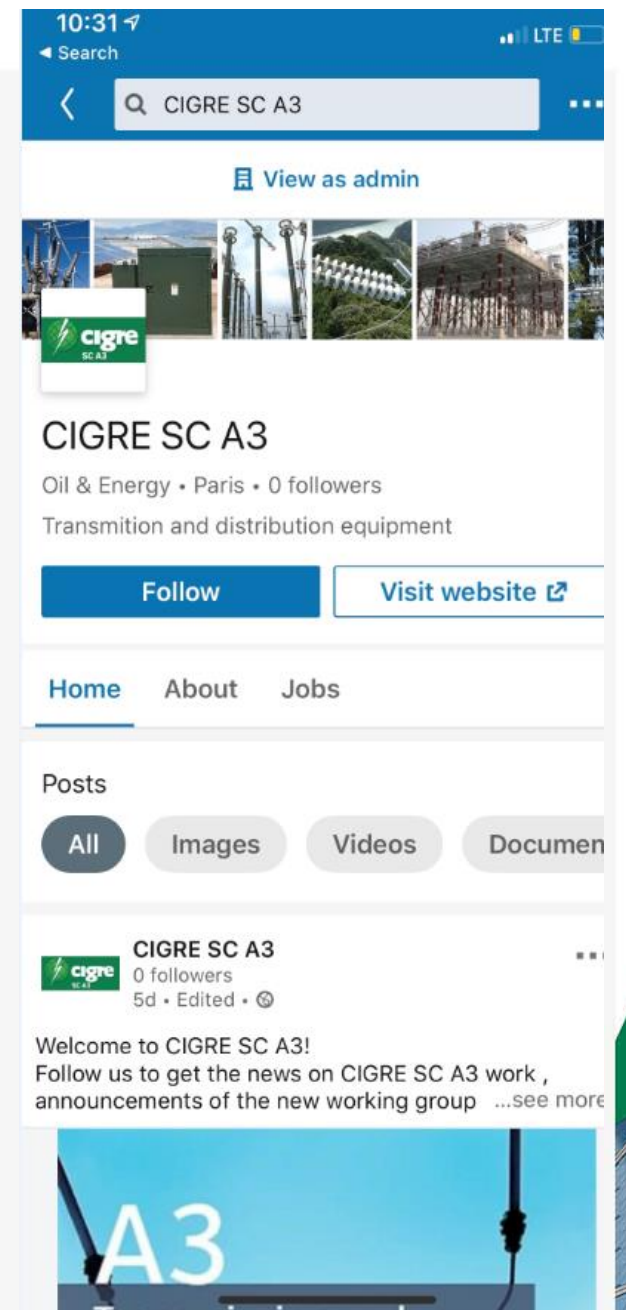 10:31
◄ Search
LTE
CIGRE SC A3
View as admin
cigre
SC A3
CIGRE SC A3
Oil & Energy • Paris • 0 followers
Transmition and distribution equipment
Follow
Visit website
Home About Jobs
Posts
All Images Videos Documen
cigre
SC A3
CIGRE SC A3
0 followers
5d • Edited •
Welcome to CIGRE SC A3!
Follow us to get the news on CIGRE SC A3 work ,
announcements of the new working group ...see more
A3